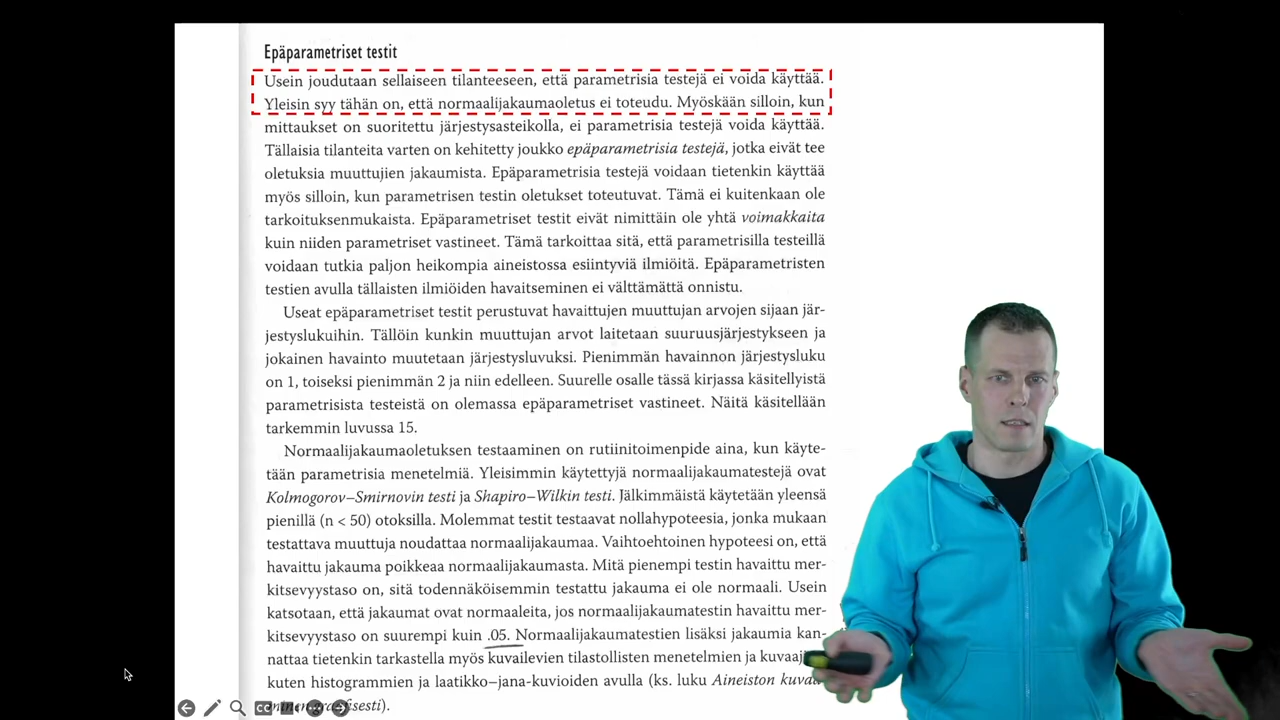 Epäparametriset testit
Usein joudutaan sellaiseen tilanteeseen, että parametrisia testejä ei voida käyttää.
Yleisin syy tähän on, että normaalijakaumaoletus ei toteudu. Myöskään silloin, kun
mittaukset on suoritettu järjestysasteikolla, ei parametrisia testejä voida käyttää.
Tällaisia tilanteita varten on kehitetty joukko epäparametrisia testejä, jotka eivät tee
oletuksia muuttujien jakaumista. Epäparametrisia testejä voidaan tietenkin käyttää
myös silloin, kun parametrisen testin oletukset toteutuvat. Tämä ei kuitenkaan ole
tarkoituksenmukaista. Epäparametriset testit eivät nimittäin ole yhtä voimakkaita
kuin niiden parametriset vastineet. Tämä tarkoittaa sitä, että parametrisilla testeillä
voidaan tutkia paljon heikompia aineistossa esiintyviä ilmiöitä. Epäparametristen
testien avulla tällaisten ilmiöiden havaitseminen ei välttämättä onnistu.
Useat epäparametriset testit perustuvat havaittujen muuttujan arvojen sijaan jär-
jestyslukuihin. Tällöin kunkin muuttujan arvot laitetaan suuruusjärjestykseen ja
jokainen havainto muutetaan järjestysluvuksi. Pienimmän havainnon järjestysluku
on 1, toiseksi pienimmän 2 ja niin edelleen. Suurelle osalle tässä kirjassa käsitellyistä
parametrisista testeistä on olemassa epäparametriset vastineet. Näitä käsitellään
tarkemmin luvussa 15.
Normaalijakaumaoletuksen testaaminen on rutiinitoimenpide aina, kun käyte-
tään parametrisia menetelmiä. Yleisimmin käytettyjä normaalijakaumatestejä ovat
Kolmogorov–Smirnovin testi ja Shapiro–Wilkin testi. Jälkimmäistä käytetään yleensä
pienillä (n < 50) otoksilla. Molemmat testit testaavat nollahypoteesia, jonka mukaan
testattava muuttuja noudattaa normaalijakaumaa. Vaihtoehtoinen hypoteesi on, että
havaittu jakauma poikkeaa normaalijakaumasta. Mitä pienempi testin havaittu mer-
kitsevyystaso on, sitä todennäköisemmin testattu jakauma ei ole normaali. Usein
katsotaan, että jakaumat ovat normaaleita, jos normaalijakaumatestin havaittu mer-
kitsevyystaso on suurempi kuin .05. Normaalijakaumatestien lisäksi jakaumia kan-
nattaa tietenkin tarkastella myös kuvailevien tilastollisten menetelmien ja
kuten histogrammien ja laatikko–jana-kuvioiden avulla (ks. luku Aineiston
CC